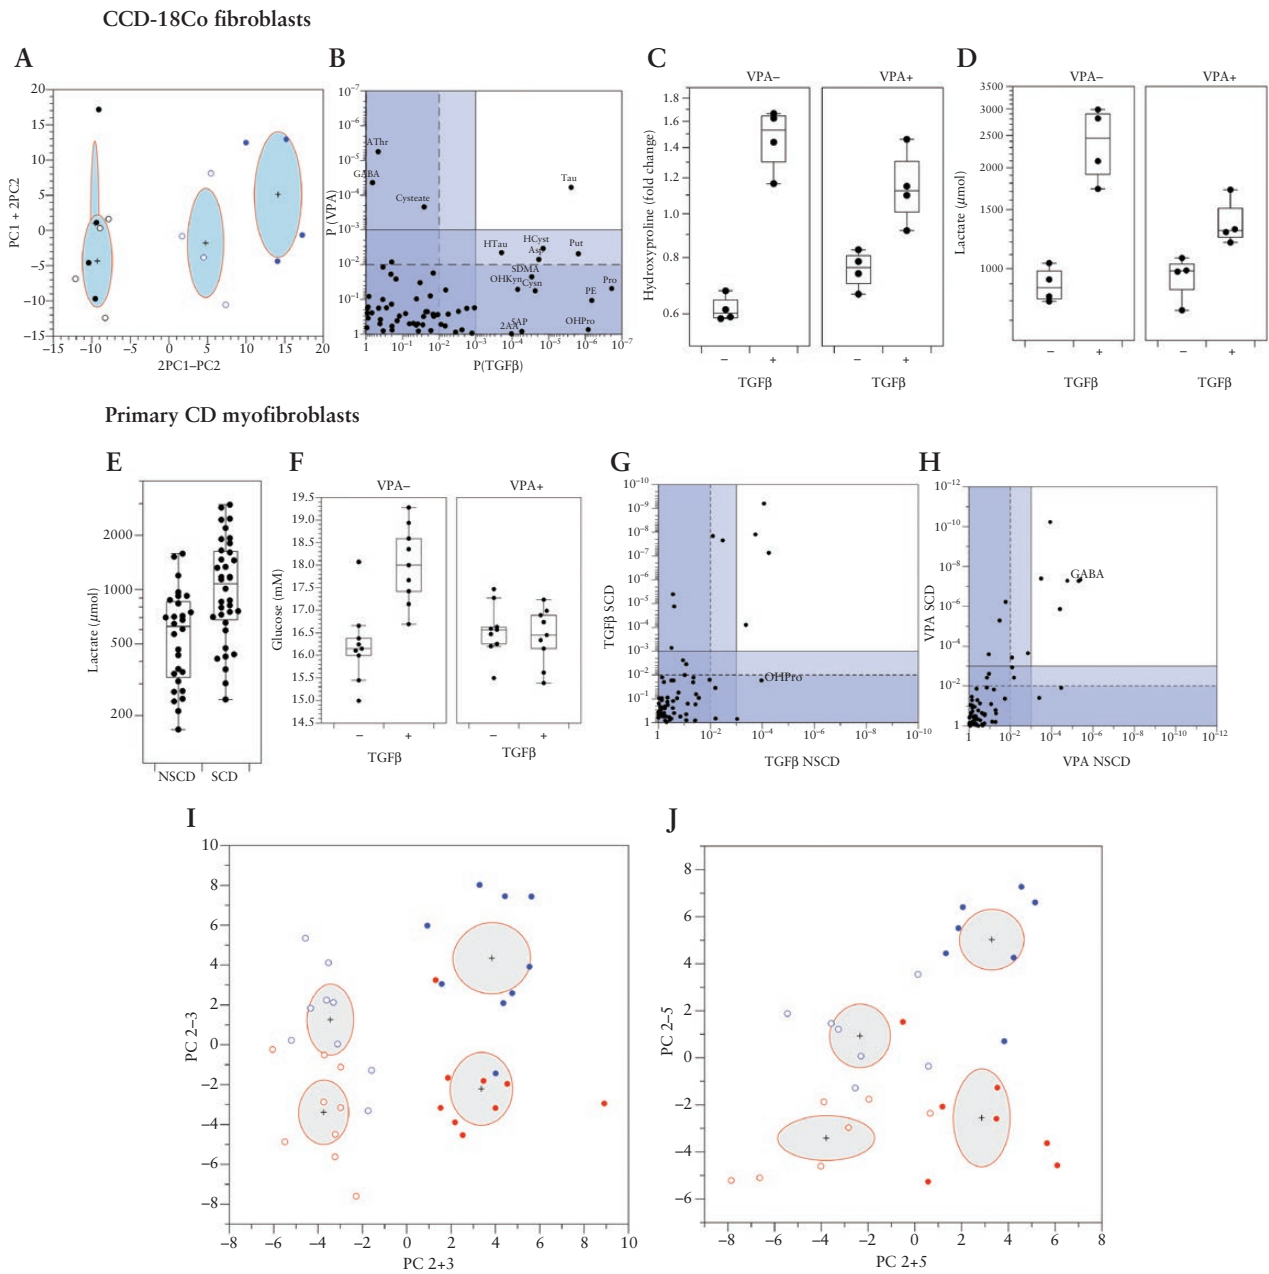 CCD-18Co fibroblasts
A
B
C
D
VPA−
VPA+
VPA−
VPA+
20
15
10
5
0
−5
−10
−15
PC1 + 2PC2
−15
−10
−5
0
5
10
15
20
2PC1–PC2
10⁻⁷
10⁻⁶
10⁻⁵
10⁻⁴
10⁻³
10⁻²
10⁻¹
1
P (VPA)
AThr
GABA
Cysteate
Tau
HTau
HCyst
Asp
Put
SDMA
OHKyn
Cysn
Pro
PE
2AA
SAP
OHPro
1
10⁻¹
10⁻²
10⁻³
10⁻⁴
10⁻⁵
10⁻⁶
10⁻⁷
P(TGFβ)
1.8
1.6
1.4
1.2
1.0
0.8
0.6
Hydroxyproline (fold change)
−
+
−
+
TGFβ
TGFβ
3500
3000
2500
2000
1500
1000
Lactate (μmol)
−
+
−
+
TGFβ
TGFβ
Primary CD myofibroblasts
E
F
G
H
2000
1000
500
200
Lactate (μmol)
NSCD
SCD
VPA−
VPA+
19.5
19.0
18.5
18.0
17.5
17.0
16.5
16.0
15.5
15.0
14.5
Glucose (mM)
−
+
−
+
TGFβ
TGFβ
10⁻¹⁰
10⁻⁹
10⁻⁸
10⁻⁷
10⁻⁶
10⁻⁵
10⁻⁴
10⁻³
10⁻²
10⁻¹
1
TGFβ SCD
OHPro
1
10⁻²
10⁻⁴
10⁻⁶
10⁻⁸
10⁻¹⁰
TGFβ NSCD
10⁻¹²
10⁻¹⁰
10⁻⁸
10⁻⁶
10⁻⁴
10⁻²
1
VPA SCD
GABA
1
10⁻²
10⁻⁴
10⁻⁶
10⁻⁸
10⁻¹⁰
10⁻¹²
VPA NSCD
I
J
10
8
6
4
2
0
−2
−4
−6
−8
PC 2–3
−8
−6
−4
−2
0
2
4
6
8
10
PC 2+3
8
6
4
2
0
−2
−4
−6
PC 2–5
−8
−6
−4
−2
0
2
4
6
8
PC 2+5